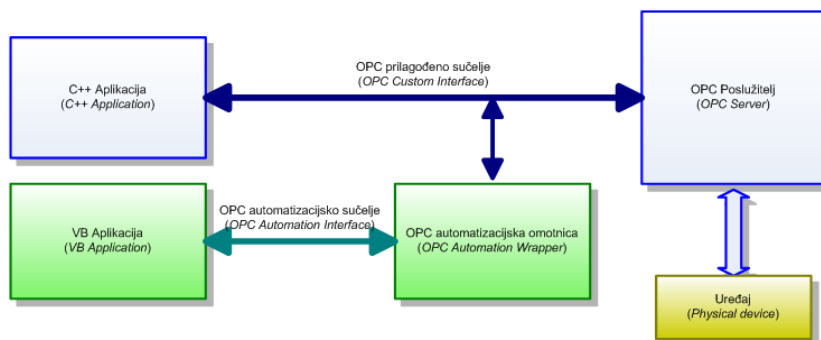 C++ Aplikacija
(C++ Application)
OPC prilagođeno sučelje
(OPC Custom Interface)
OPC Poslužitelj
(OPC Server)
VB Aplikacija
(VB Application)
OPC automatizacijsko sučelje
(OPC Automation Interface)
OPC automatizacijska omotnica
(OPC Automation Wrapper)
Uređaj
(Physical device)